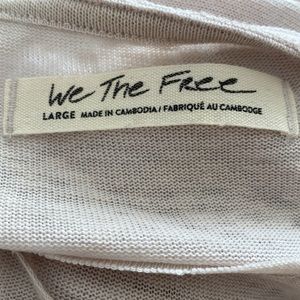 We The Free
LARGE MADE IN CAMBODIA / FABRIQUÉ AU CAMBODGE